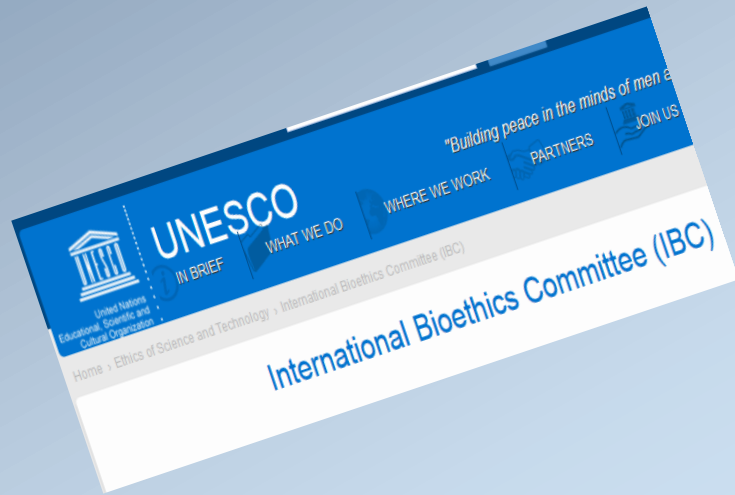 "Building peace in the minds of men a
UNESCO
IN BRIEF
WHAT WE DO
WHERE WE WORK
PARTNERS
JOIN US
UNESCO
United Nations
Educational, Scientific and
Cultural Organization
Home › Ethics of Science and Technology › International Bioethics Committee (IBC)
International Bioethics Committee (IBC)